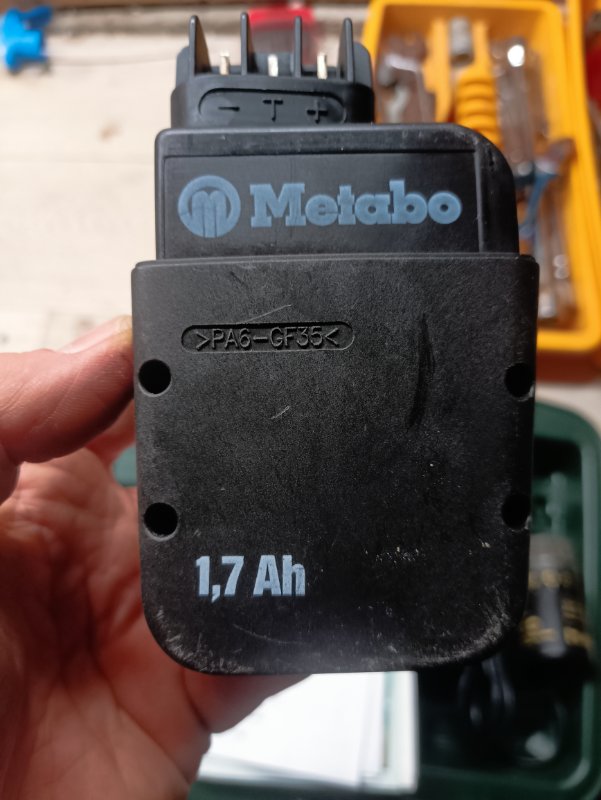 − T +
Metabo
>PA6-GF35<
1,7 Ah